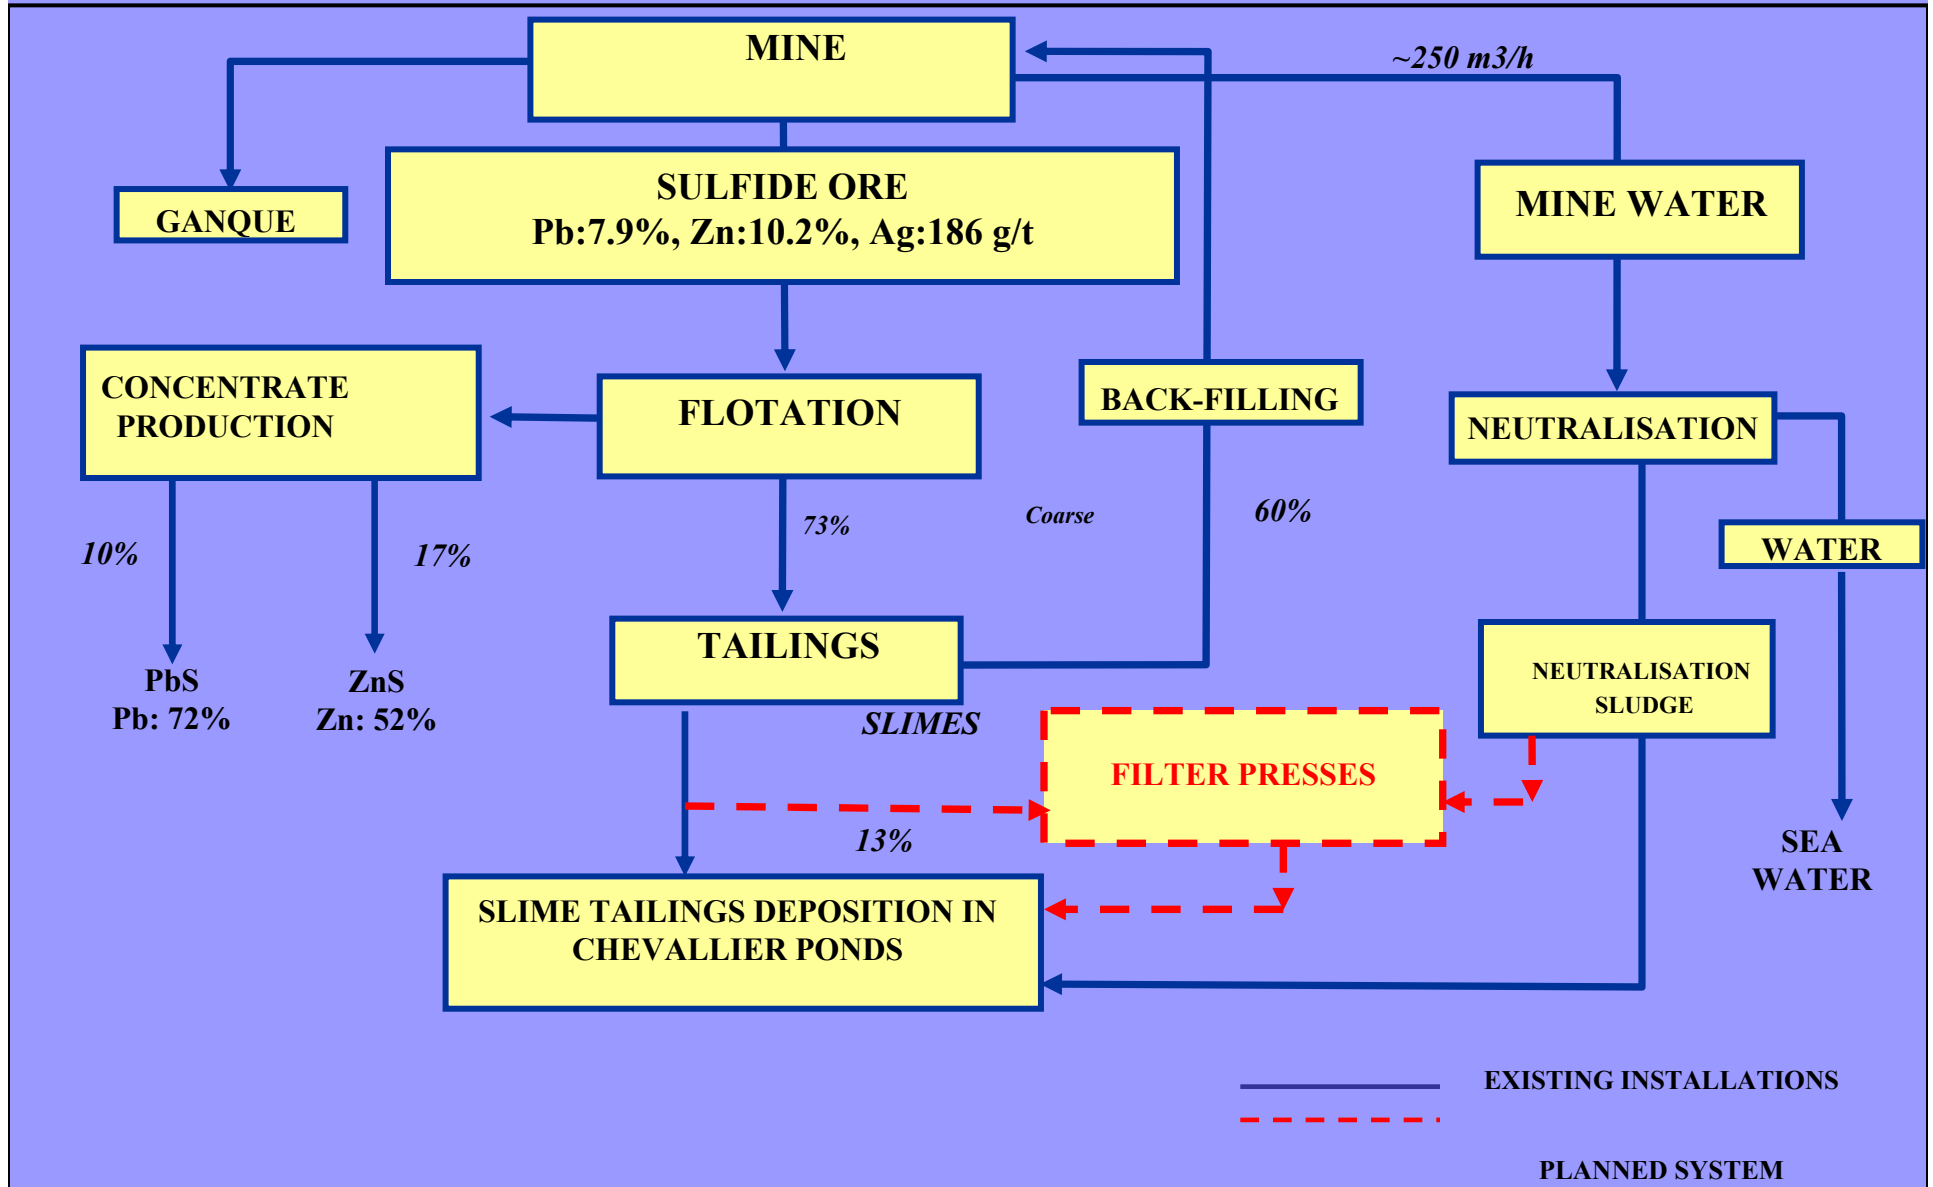 MINE
~250 m3/h
GANQUE
SULFIDE ORE
Pb:7.9%, Zn:10.2%, Ag:186 g/t
MINE WATER
CONCENTRATE
PRODUCTION
FLOTATION
BACK-FILLING
NEUTRALISATION
10%
17%
73%
Coarse
60%
WATER
PbS
Pb: 72%
ZnS
Zn: 52%
TAILINGS
SLIMES
NEUTRALISATION
SLUDGE
FILTER PRESSES
13%
SEA
WATER
SLIME TAILINGS DEPOSITION IN
CHEVALLIER PONDS
EXISTING INSTALLATIONS
PLANNED SYSTEM